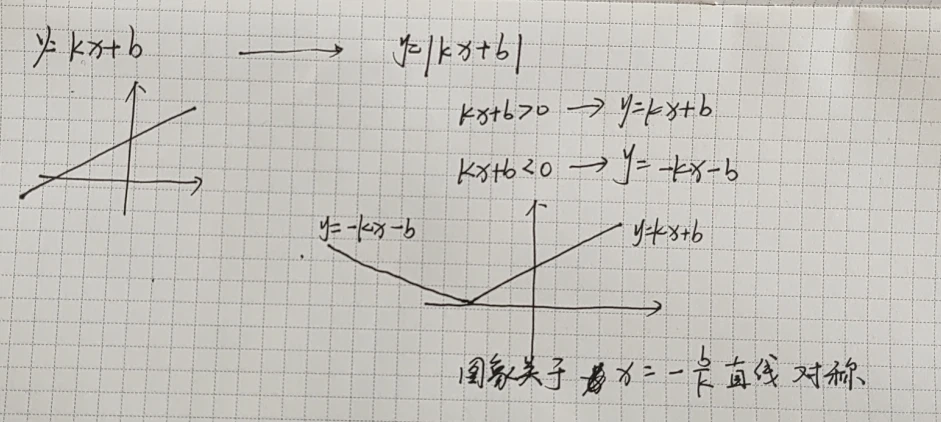 y=kx+b → y=|kx+b|
kx+b>0 → y=kx+b
kx+b<0 → y=-kx-b
y=-kx-b
y=kx+b
图象关于 x=-b/k 直线对称